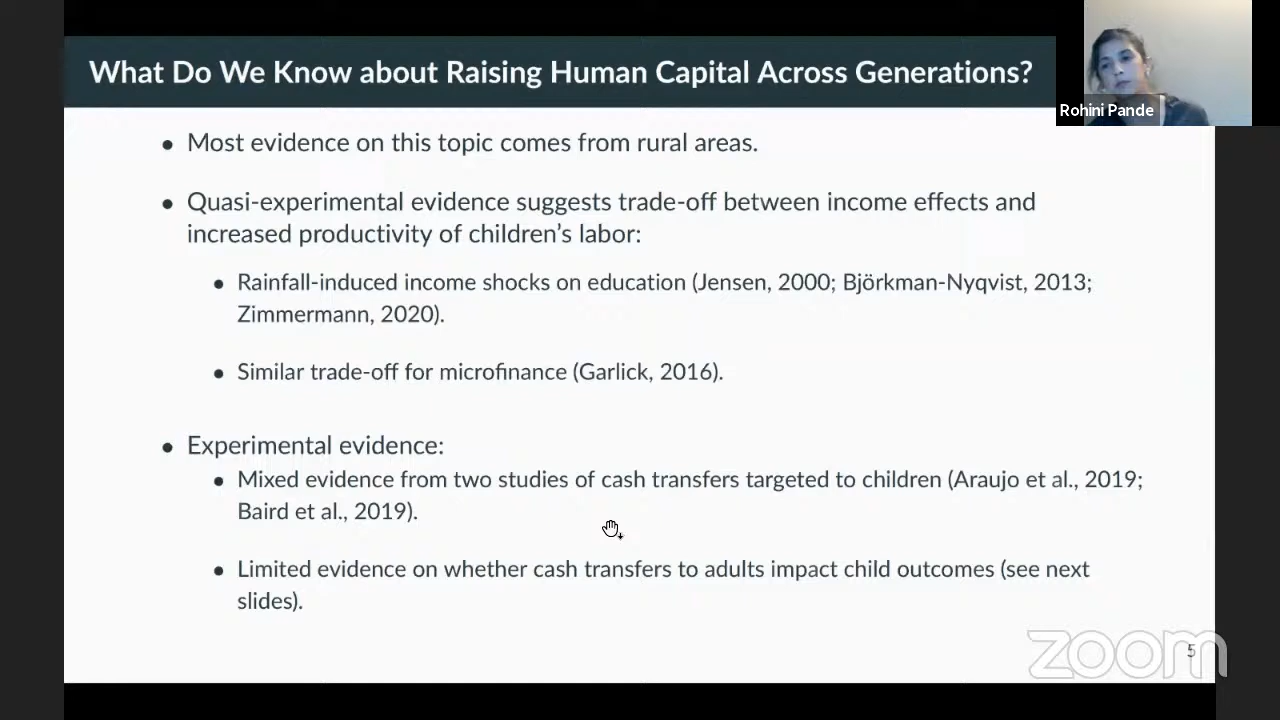 What Do We Know about Raising Human Capital Across Generations?
Rohini Pande
• Most evidence on this topic comes from rural areas.
• Quasi-experimental evidence suggests trade-off between income effects and
increased productivity of children's labor:
• Rainfall-induced income shocks on education (Jensen, 2000; Björkman-Nyqvist, 2013;
Zimmermann, 2020).
• Similar trade-off for microfinance (Garlick, 2016).
• Experimental evidence:
• Mixed evidence from two studies of cash transfers targeted to children (Araujo et al., 2019;
Baird et al., 2019).
• Limited evidence on whether cash transfers to adults impact child outcomes (see next
slides).
zoom
5